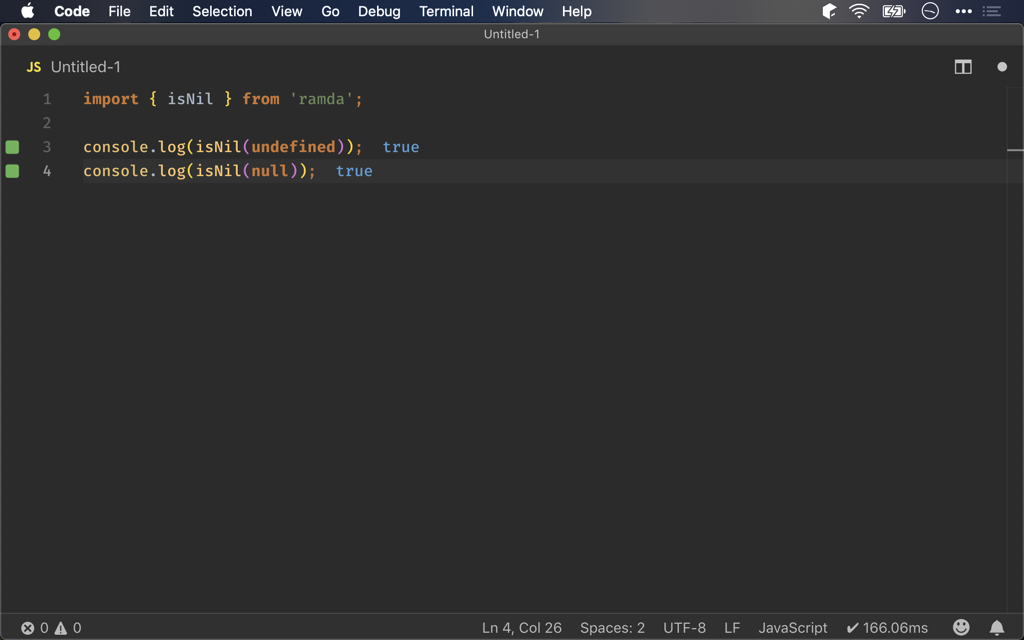 Code File Edit Selection View Go Debug Terminal Window Help
Untitled-1
JS Untitled-1
1 import { isNil } from 'ramda';
2
3 console.log(isNil(undefined)); true
4 console.log(isNil(null)); true
0 0 Ln 4, Col 26 Spaces: 2 UTF-8 LF JavaScript ✔ 166.06ms